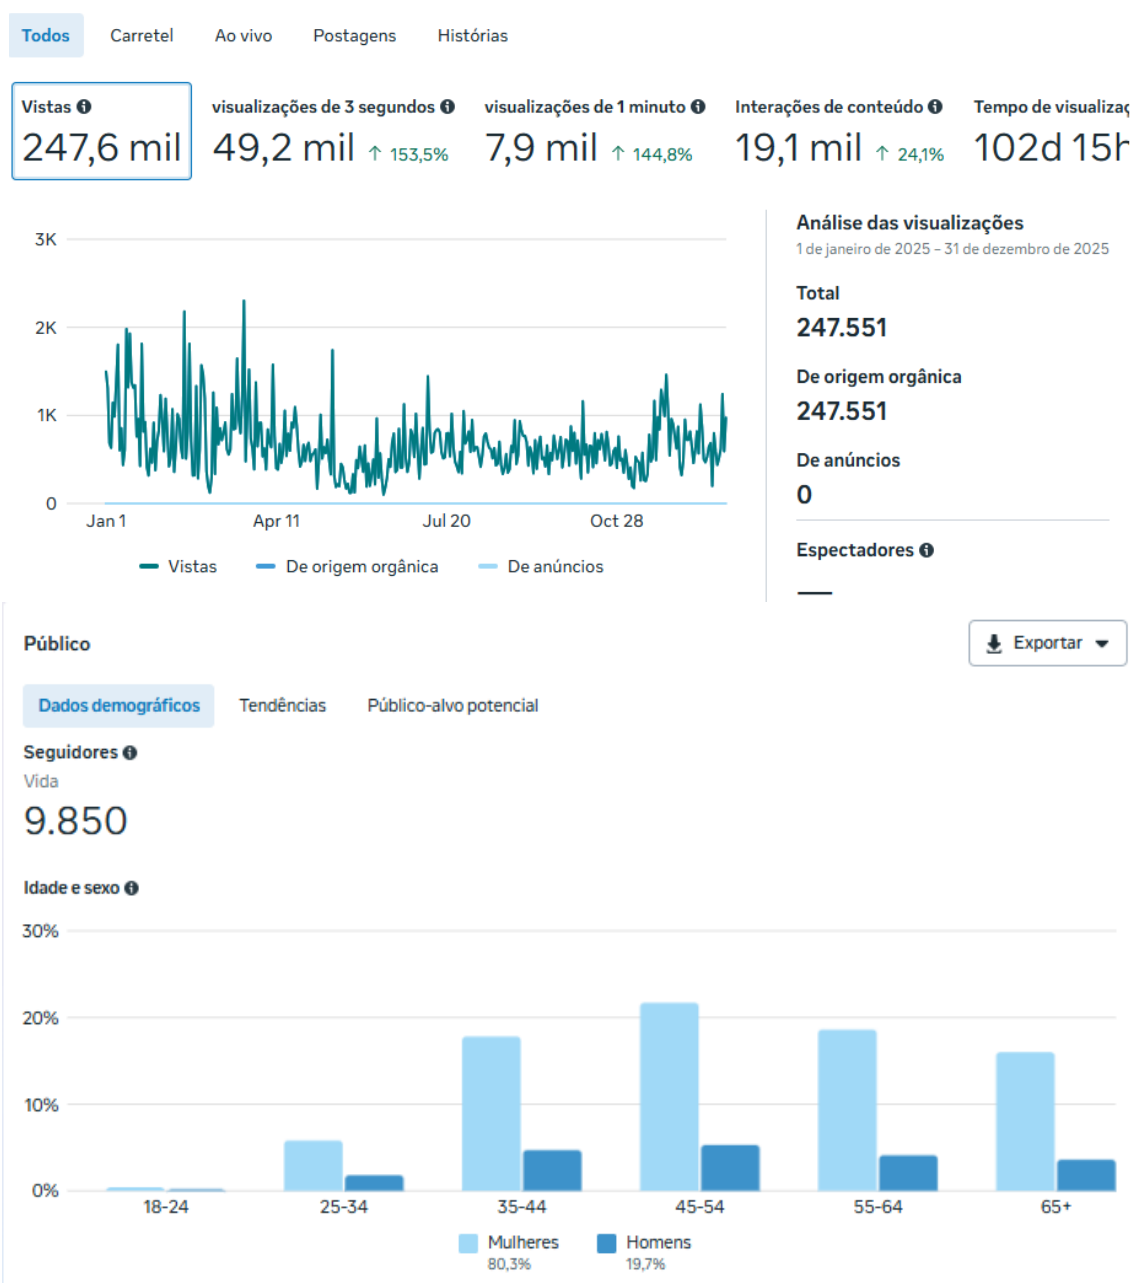 Todos Carretel Ao vivo Postagens Histórias
Vistas visualizações de 3 segundos visualizações de 1 minuto Interações de conteúdo Tempo de visualizaç
247,6 mil 49,2 mil ↑ 153,5% 7,9 mil ↑ 144,8% 19,1 mil ↑ 24,1% 102d 15h
Análise das visualizações
1 de janeiro de 2025 – 31 de dezembro de 2025
Total
247.551
De origem orgânica
247.551
De anúncios
0
Espectadores
3K
2K
1K
0
Jan 1 Apr 11 Jul 20 Oct 28
Vistas De origem orgânica De anúncios
Público
Exportar
Dados demográficos Tendências Público-alvo potencial
Seguidores
Vida
9.850
Idade e sexo
30%
20%
10%
0%
18-24 25-34 35-44 45-54 55-64 65+
Mulheres Homens
80,3% 19,7%